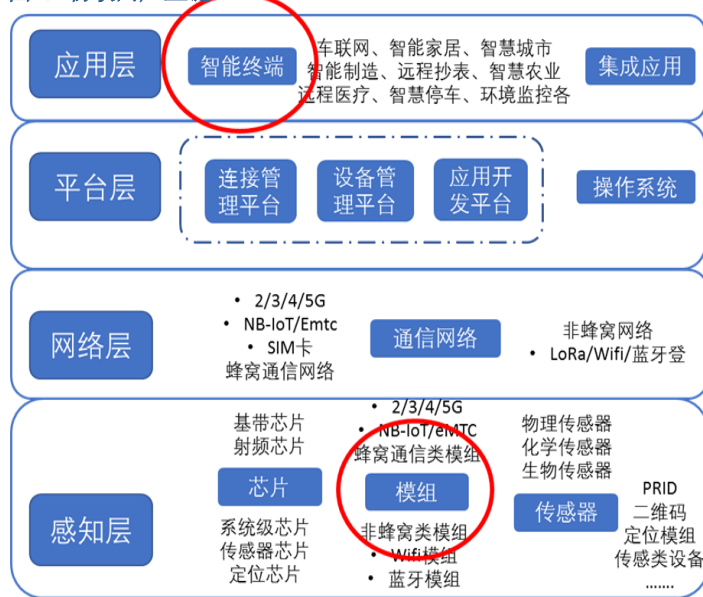 应用层
智能终端
车联网、智能家居、智慧城市
智能制造、远程抄表、智慧农业
远程医疗、智慧停车、环境监控各
集成应用
平台层
连接管
理平台
设备管
理平台
应用开
发平台
操作系统
网络层
• 2/3/4/5G
• NB-IoT/Emtc
• SIM卡
蜂窝通信网络
通信网络
非蜂窝网络
• LoRa/Wifi/蓝牙登
感知层
基带芯片
射频芯片
芯片
系统级芯片
传感器芯片
定位芯片
• 2/3/4/5G
• NB-IoT/eMTC
蜂窝通信类模组
模组
非蜂窝类模组
• Wifi模组
• 蓝牙模组
物理传感器
化学传感器
生物传感器
传感器
PRID
二维码
定位模组
传感类设备
.......